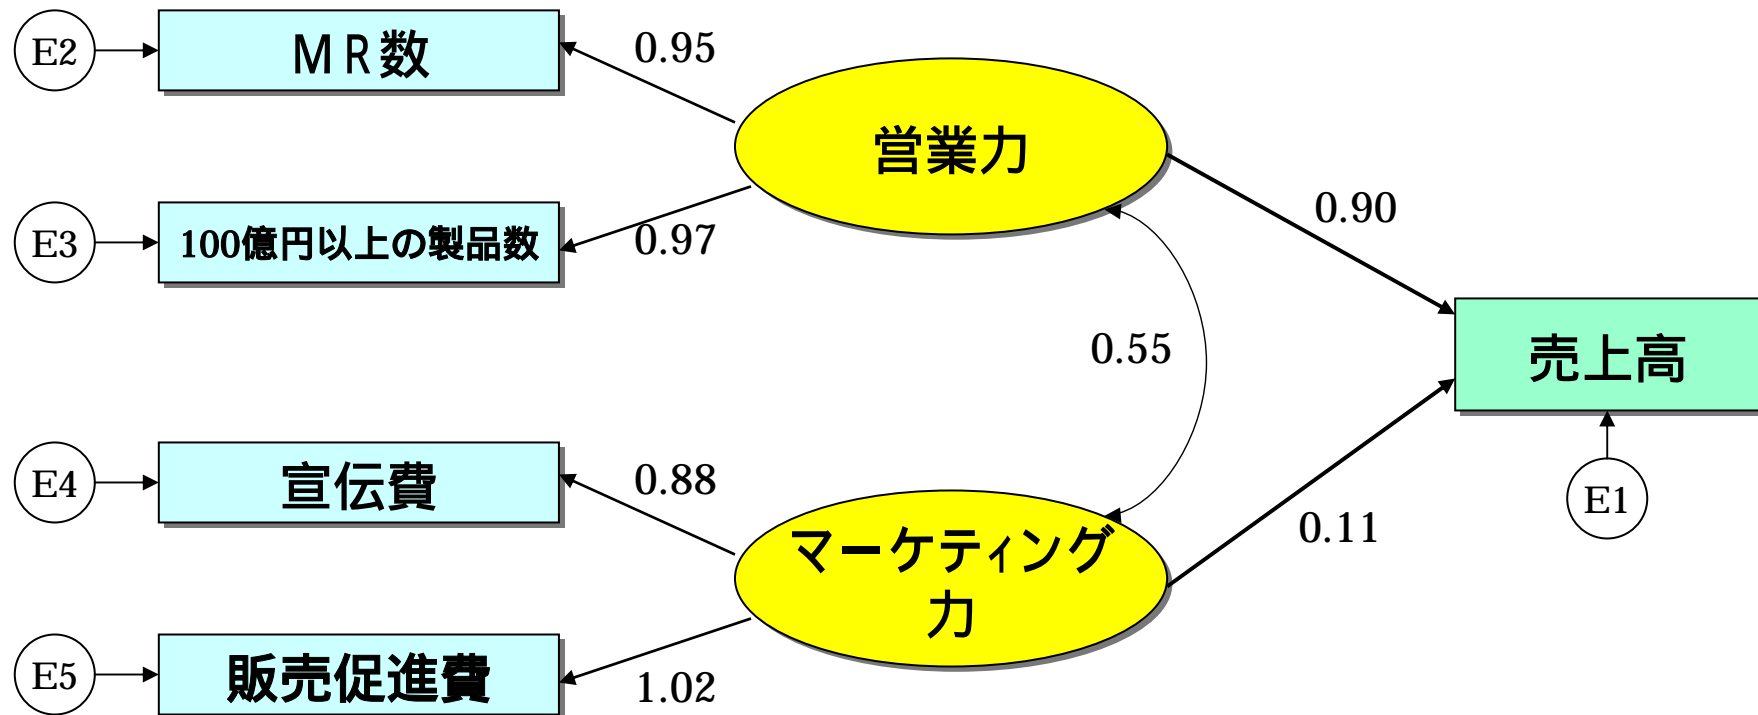 E2
ＭＲ数
0.95
営業力
E3
100億円以上の製品数
0.97
0.90
0.55
売上高
E4
宣伝費
0.88
マーケティング
力
0.11
E1
E5
販売促進費
1.02